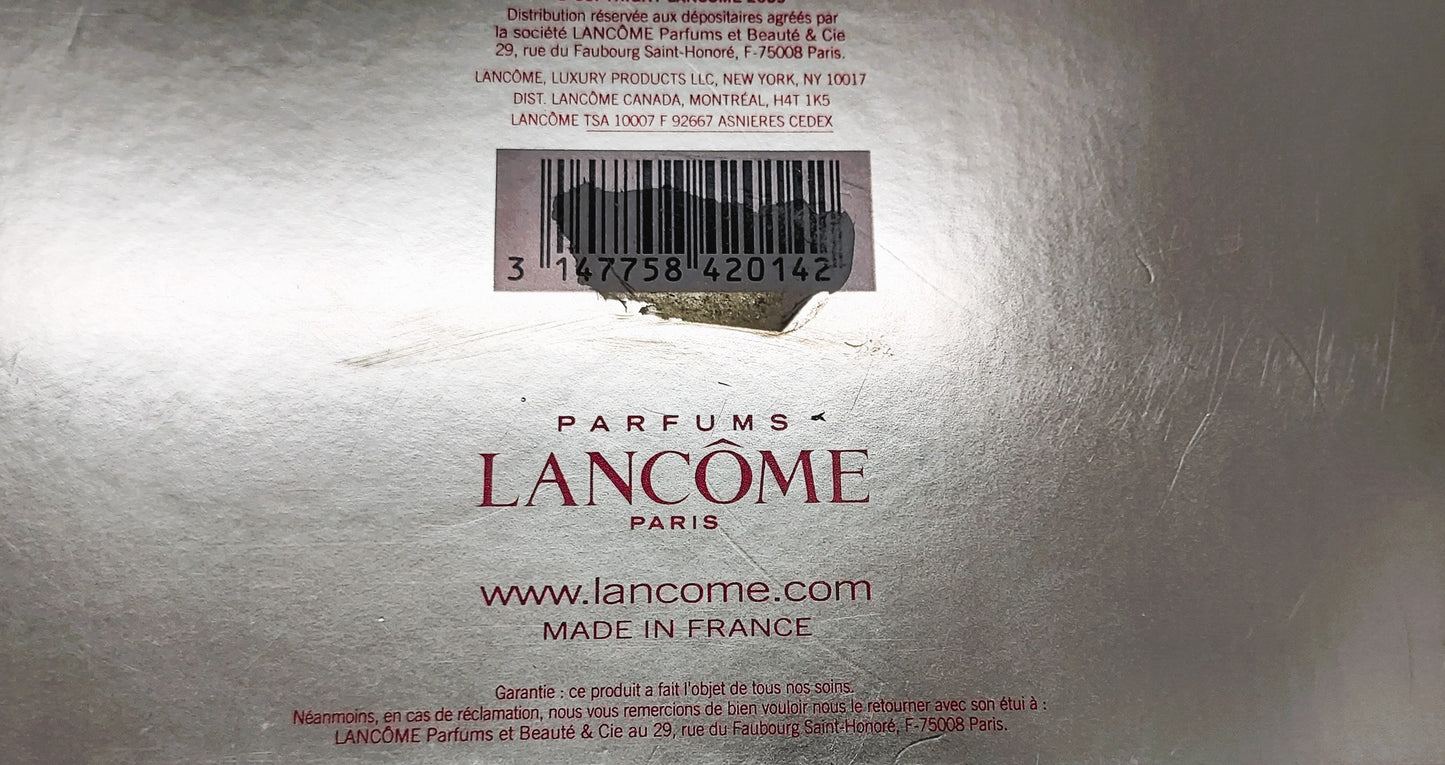 Distribution réservée aux dépositaires agréés par
la société LANCÔME Parfums et Beauté & Cie
29, rue du Faubourg Saint-Honoré, F-75008 Paris.
LANCÔME, LUXURY PRODUCTS LLC, NEW YORK, NY 10017
DIST. LANCÔME CANADA, MONTRÉAL, H4T 1K5
LANCÔME TSA 10007 F 92667 ASNIERES CEDEX
3 147758 420142
PARFUMS
LANCÔME
PARIS
www.lancome.com
MADE IN FRANCE
Garantie : ce produit a fait l'objet de tous nos soins.
Néanmoins, en cas de réclamation, nous vous remercions de bien vouloir nous le retourner avec son étui à :
LANCÔME Parfums et Beauté & Cie au 29, rue du Faubourg Saint-Honoré, F-75008 Paris.